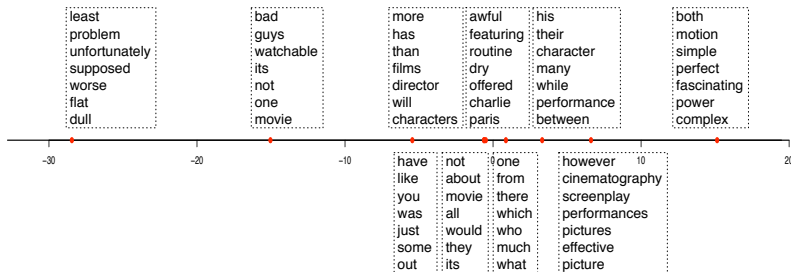 least
problem
unfortunately
supposed
worse
flat
dull
bad
guys
watchable
its
not
one
movie
more
has
than
films
director
will
characters
awful
featuring
routine
dry
offered
charlie
paris
his
their
character
many
while
performance
between
both
motion
simple
perfect
fascinating
power
complex
−30 −20 −10 0 10 20
have
like
you
was
just
some
out
not
about
movie
all
would
they
its
one
from
there
which
who
much
what
however
cinematography
screenplay
performances
pictures
effective
picture